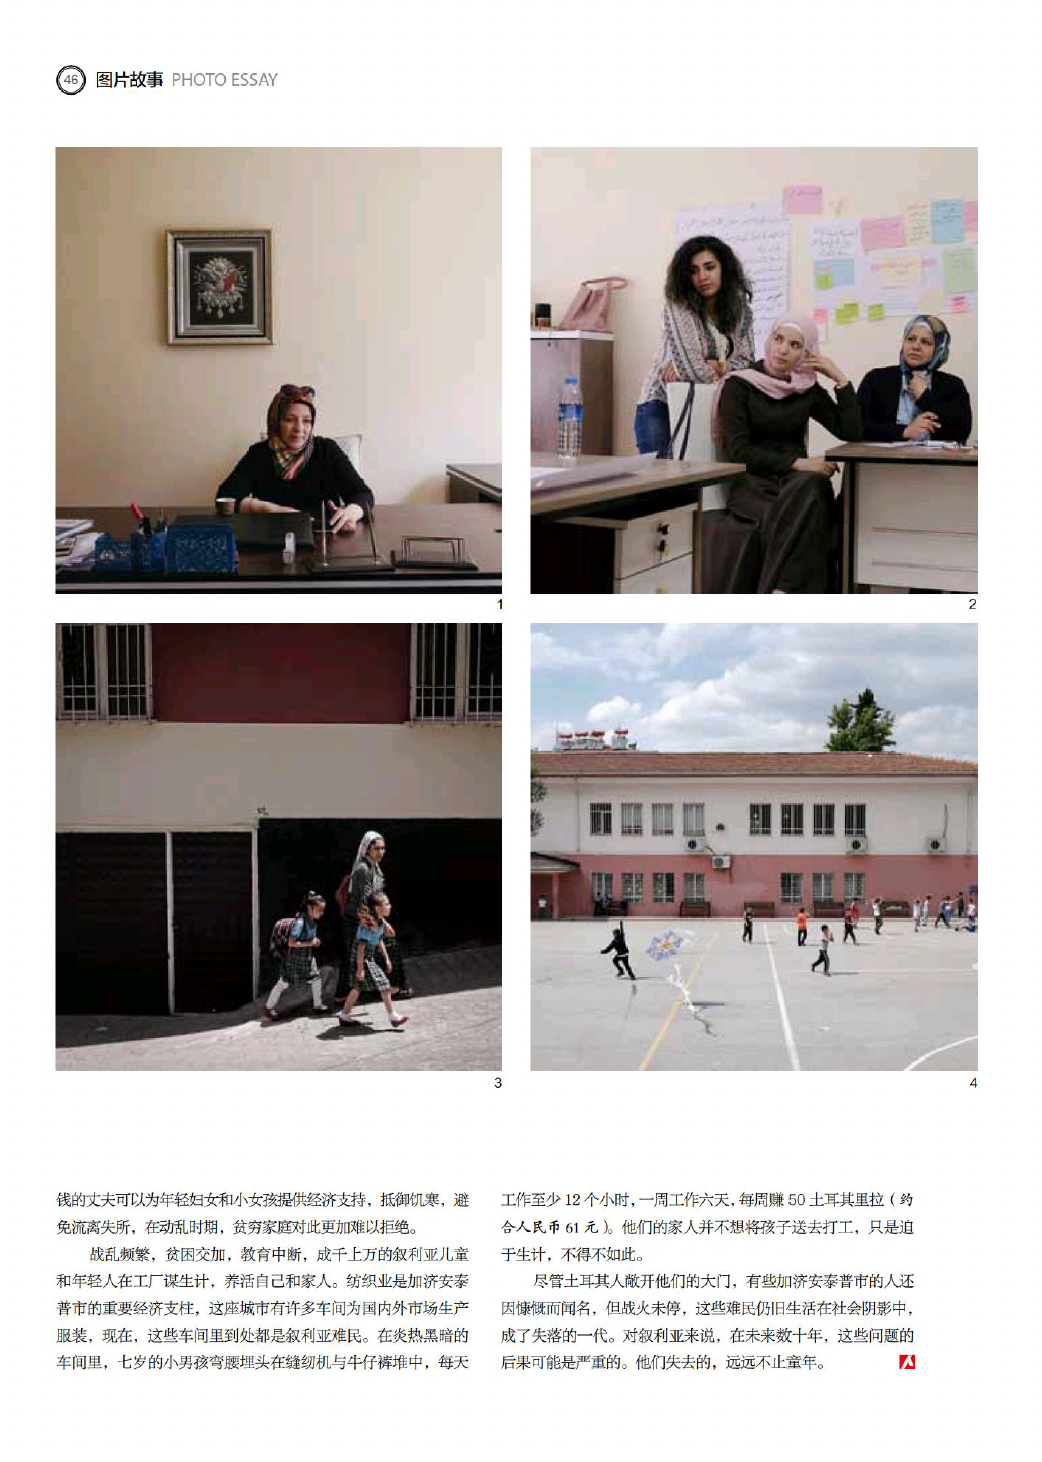 46 图片故事 PHOTO ESSAY
1
2
3
4
钱的丈夫可以为年轻妇女和小女孩提供经济支持，抵御饥寒，避
免流离失所，在动乱时期，贫穷家庭对此更加难以拒绝。
战乱频繁，贫困交加，教育中断，成千上万的叙利亚儿童
和年轻人在工厂谋生计，养活自己和家人。纺织业是加济安泰
普市的重要经济支柱，这座城市有许多车间为国内外市场生产
服装，现在，这些车间里到处都是叙利亚难民。在炎热黑暗的
车间里，七岁的小男孩弯腰埋头在缝纫机与牛仔裤堆中，每天
工作至少 12 个小时，一周工作六天，每周赚 50 土耳其里拉（约
合人民币 61 元）。他们的家人并不想将孩子送去打工，只是迫
于生计，不得不如此。
尽管土耳其人敞开他们的大门，有些加济安泰普市的人还
因慷慨而闻名，但战火未停，这些难民仍旧生活在社会阴影中，
成了失落的一代。对叙利亚来说，在未来数十年，这些问题的
后果可能是严重的。他们失去的，远远不止童年。